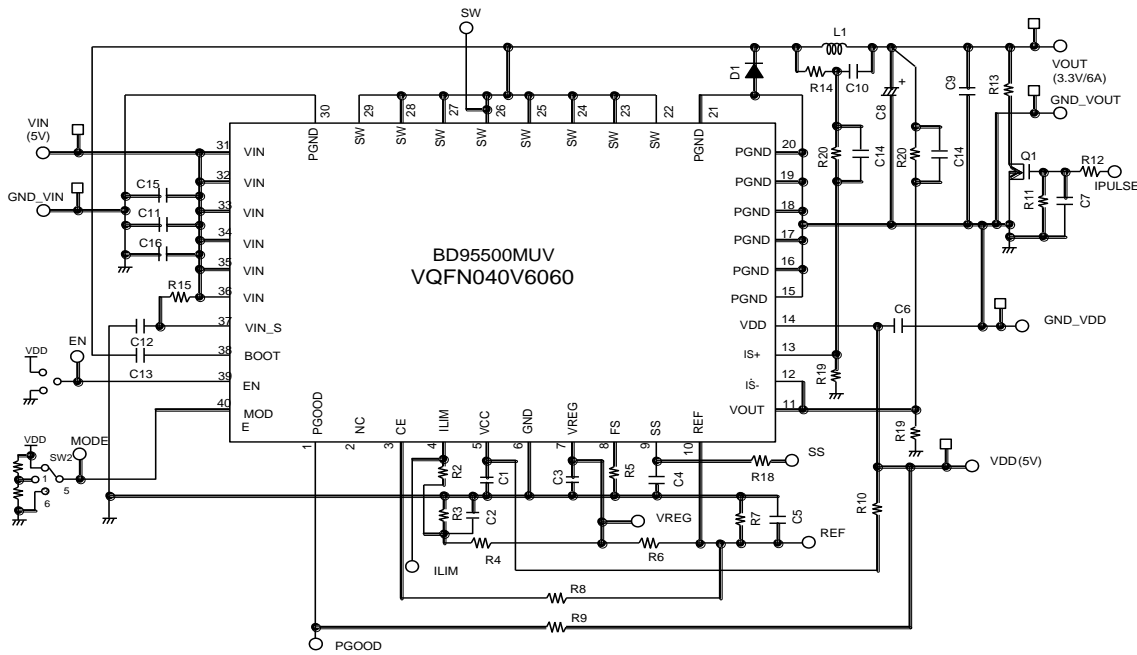 SW
L1
R14
C10
D1
C8
+
C9
R13
VOUT
(3.3V/6A)
GND_VOUT
30
29
28
27
26
25
24
23
22
21
PGND
SW
SW
SW
SW
SW
SW
SW
SW
PGND
VIN
(5V)
GND_VIN
C15
C11
C16
R15
31 VIN
32 VIN
33 VIN
34 VIN
35 VIN
36 VIN
37 VIN_S
38 BOOT
39 EN
40 MOD
E
C12
C13
BD95500MUV
VQFN040V6060
PGND 20
PGND 19
PGND 18
PGND 17
PGND 16
PGND 15
VDD 14
IS+ 13
IS- 12
VOUT 11
R20
C14
R20
C14
Q1
R12
IPULSE
R11
C7
C6
GND_VDD
R19
R19
EN
VDD
VDD
SW2
MODE
1
5
6
PGOOD
NC
CE
ILIM
VCC
GND
VREG
FS
SS
REF
1
2
3
4
5
6
7
8
9
10
R2
C1
C3
R5
C4
R18
SS
R3
C2
R7
C5
R10
VDD(5V)
VREG
REF
R4
R6
ILIM
R8
R9
PGOOD